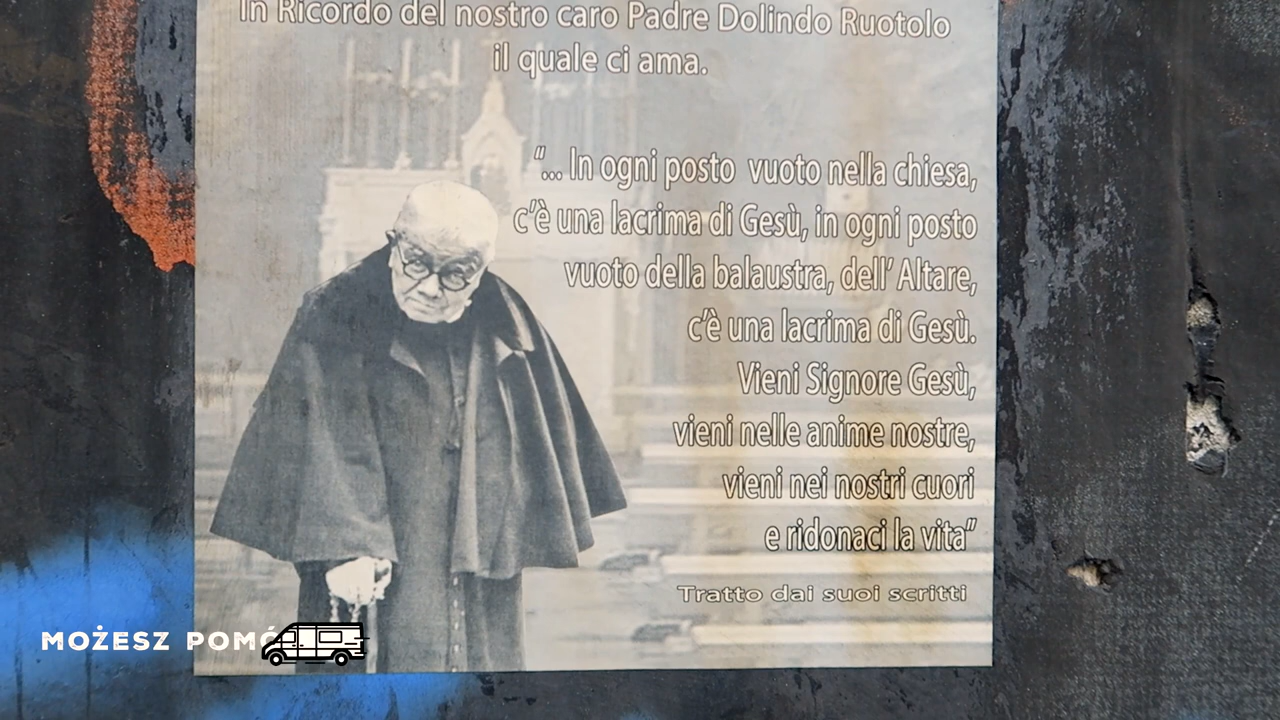 In Ricordo del nostro caro Padre Dolindo Ruotolo
il quale ci ama.
“... In ogni posto vuoto nella chiesa,
c’è una lacrima di Gesù, in ogni posto
vuoto della balaustra, dell’ Altare,
c’è una lacrima di Gesù.
Vieni Signore Gesù,
vieni nelle anime nostre,
vieni nei nostri cuori
e ridonaci la vita”
Tratto dai suoi scritti
MOŻESZ POMÓ